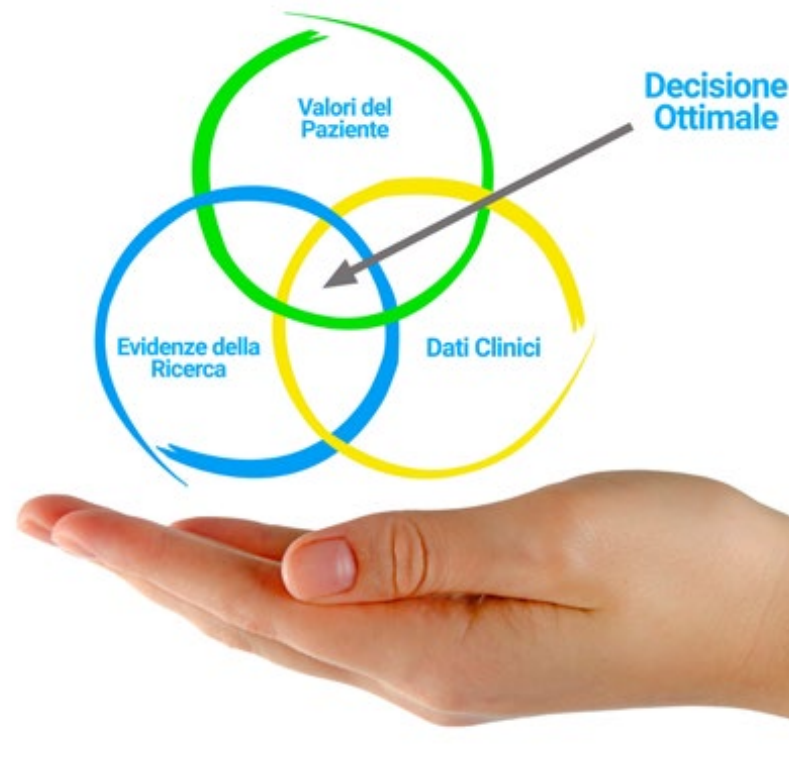 Valori del
Paziente
Decisione
Ottimale
Evidenze della
Ricerca
Dati Clinici